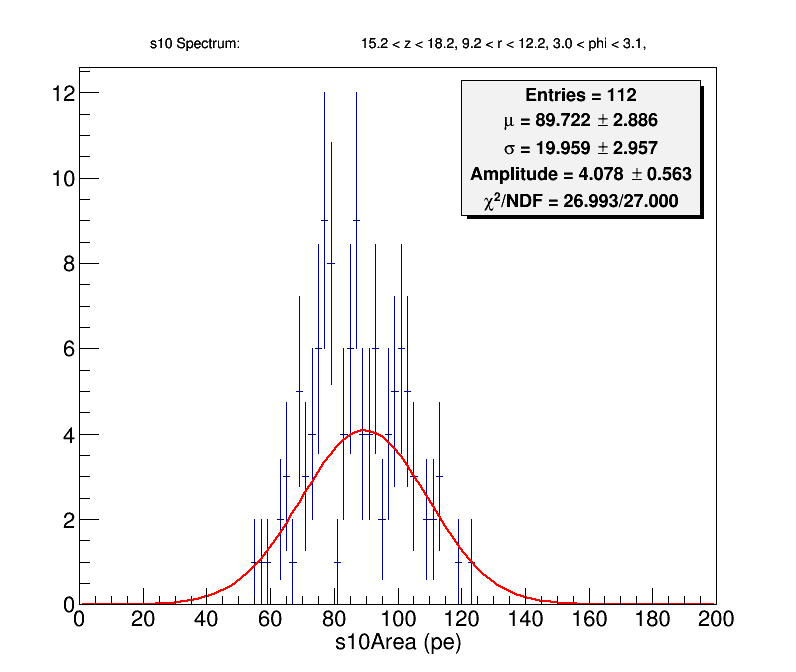 s10 Spectrum: 15.2 < z < 18.2, 9.2 < r < 12.2, 3.0 < phi < 3.1,
Entries = 112
μ = 89.722 ± 2.886
σ = 19.959 ± 2.957
Amplitude = 4.078 ± 0.563
χ²/NDF = 26.993/27.000
12
10
8
6
4
2
0
0 20 40 60 80 100 120 140 160 180 200
s10Area (pe)